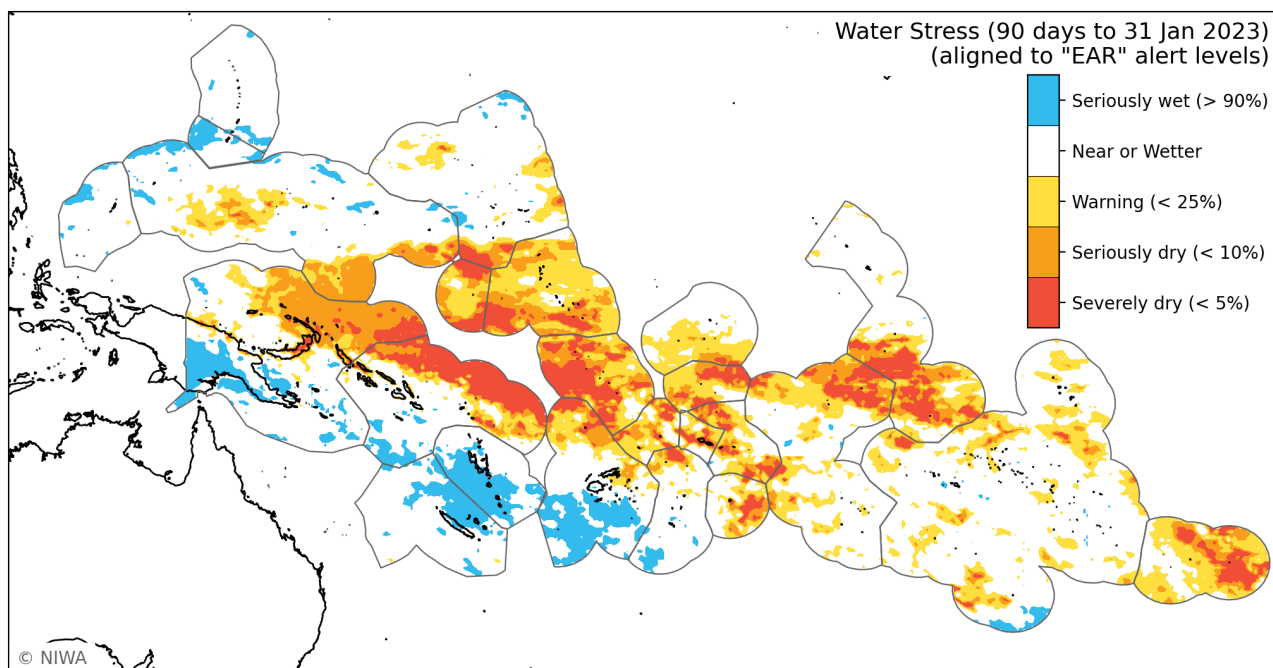 Water Stress (90 days to 31 Jan 2023)
(aligned to "EAR" alert levels)
Seriously wet (> 90%)
Near or Wetter
Warning (< 25%)
Seriously dry (< 10%)
Severely dry (< 5%)
© NIWA